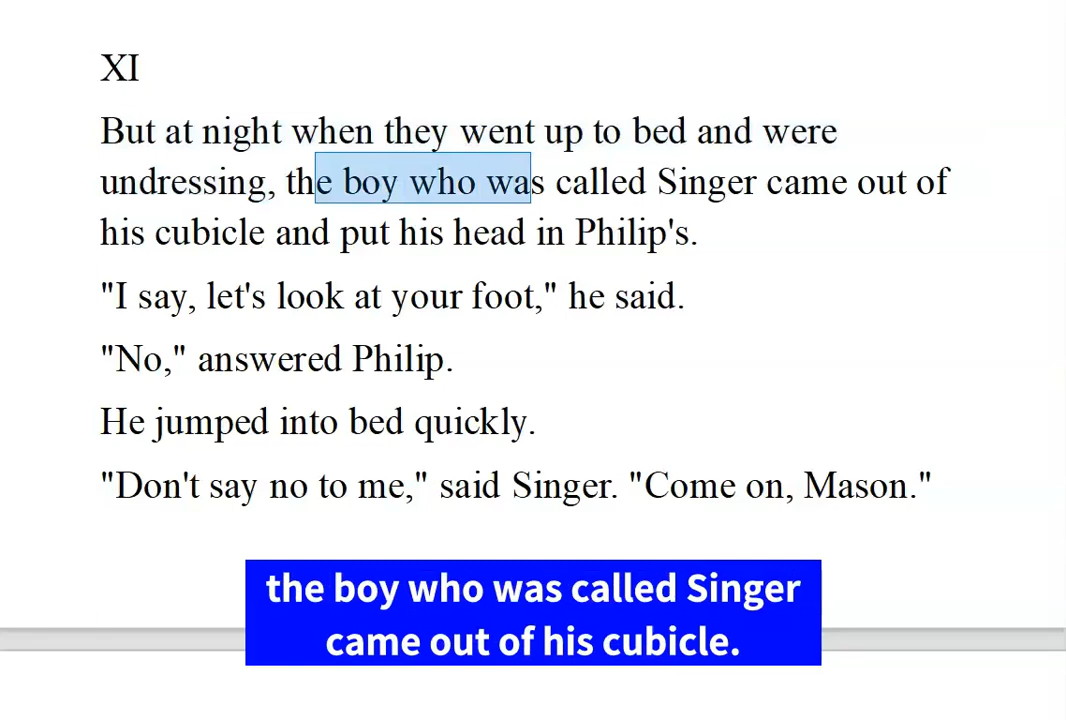 XI
But at night when they went up to bed and were
undressing, the boy who was called Singer came out of
his cubicle and put his head in Philip's.
"I say, let's look at your foot," he said.
"No," answered Philip.
He jumped into bed quickly.
"Don't say no to me," said Singer. "Come on, Mason."
the boy who was called Singer
came out of his cubicle.